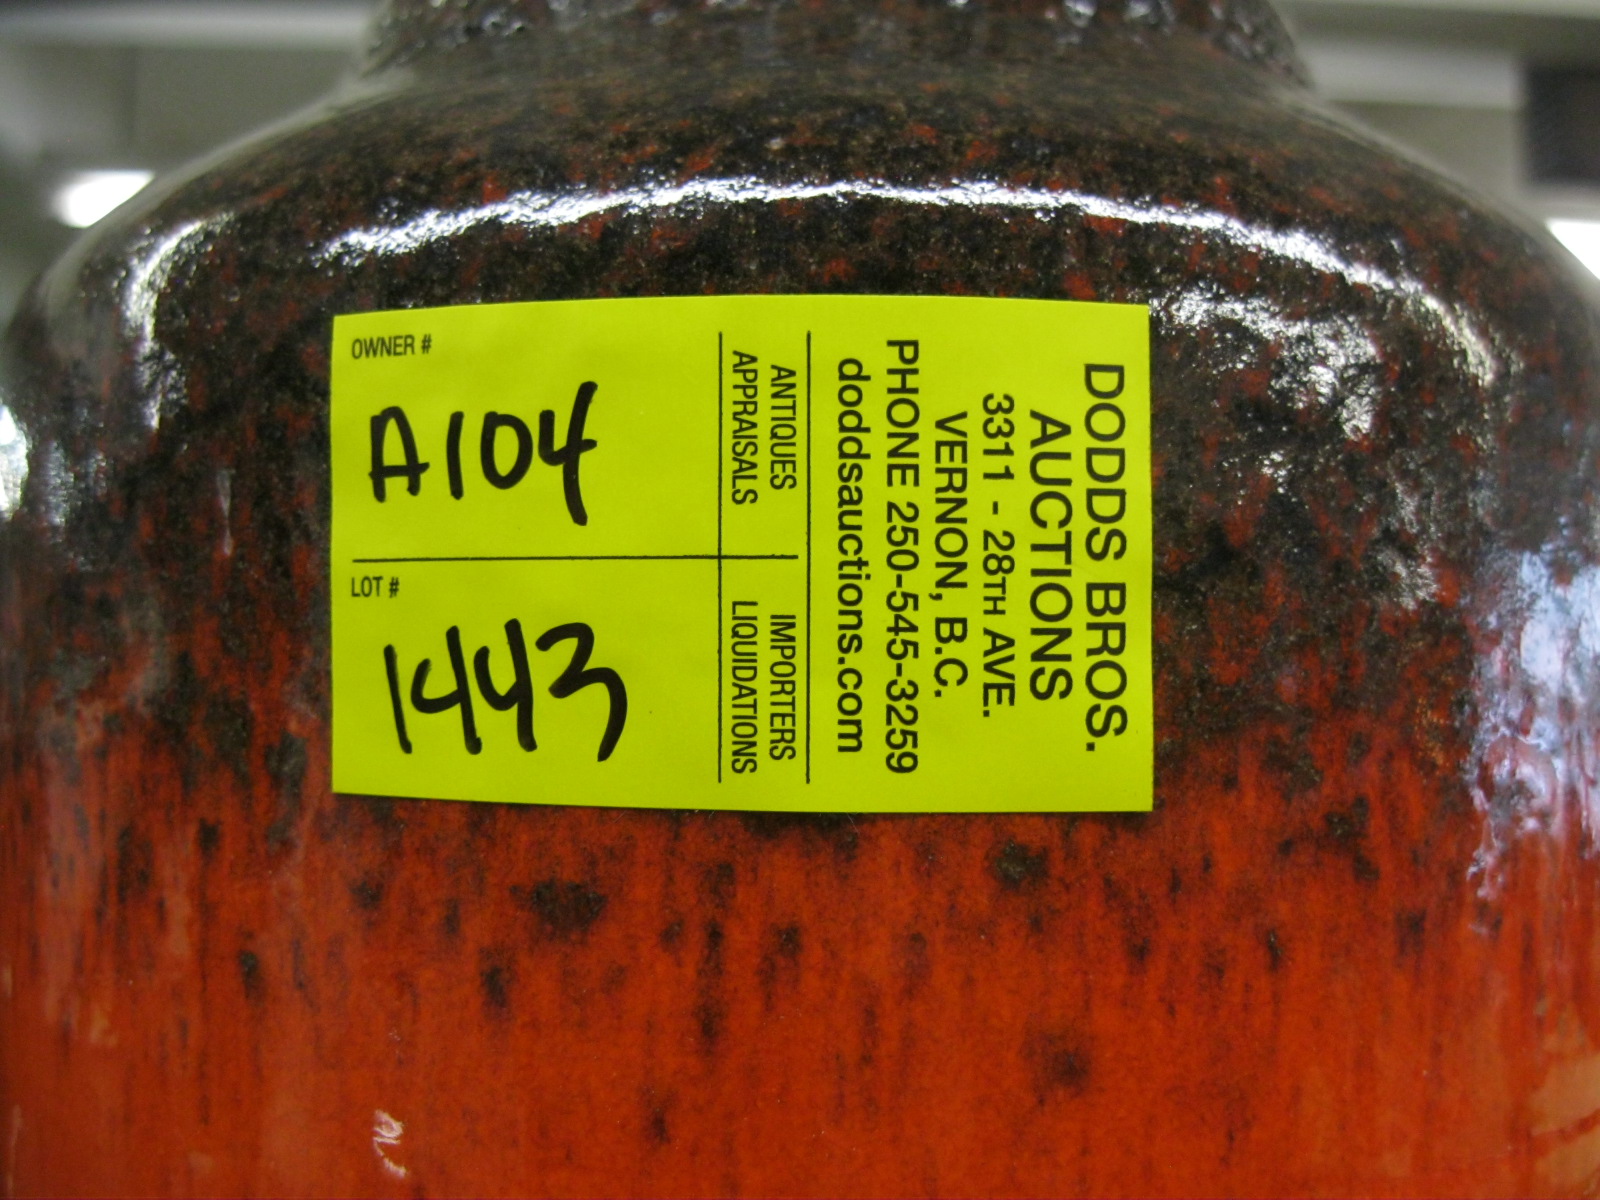 OWNER #
A104
LOT #
1443
ANTIQUES
APPRAISALS
IMPORTERS
LIQUIDATIONS
DODDS BROS.
AUCTIONS
3311 - 28TH AVE.
VERNON, B.C.
PHONE 250-545-3259
doddsauctions.com